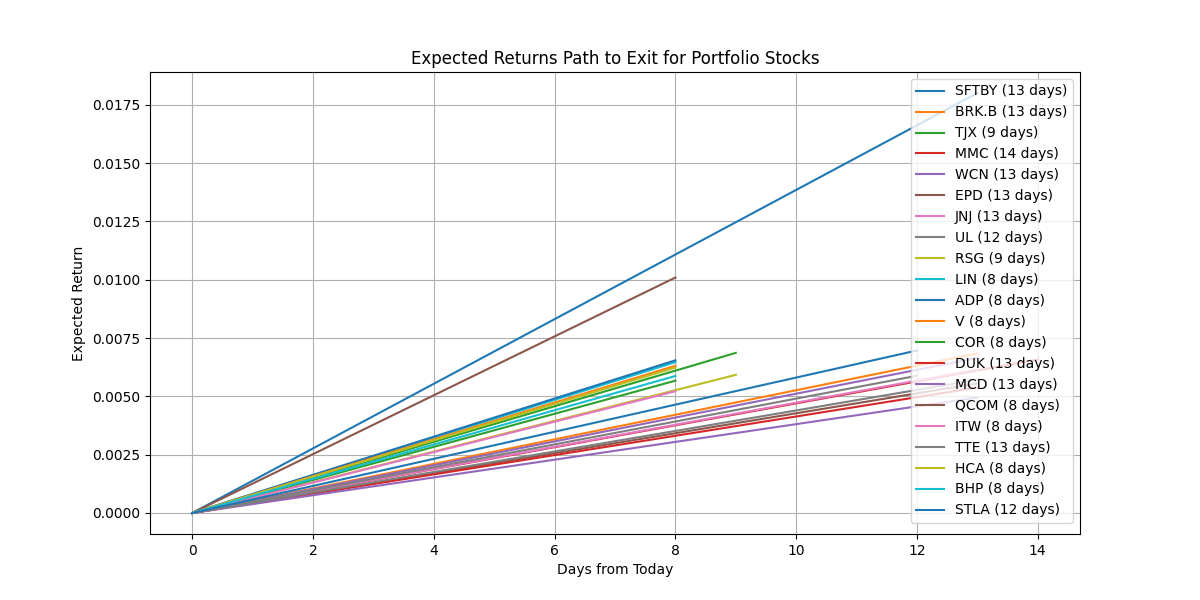 Expected Returns Path to Exit for Portfolio Stocks
Expected Return
0.0175
0.0150
0.0125
0.0100
0.0075
0.0050
0.0025
0.0000
SFTBY (13 days)
BRK.B (13 days)
TJX (9 days)
MMC (14 days)
WCN (13 days)
EPD (13 days)
JNJ (13 days)
UL (12 days)
RSG (9 days)
LIN (8 days)
ADP (8 days)
V (8 days)
COR (8 days)
DUK (13 days)
MCD (13 days)
QCOM (8 days)
ITW (8 days)
TTE (13 days)
HCA (8 days)
BHP (8 days)
STLA (12 days)
0 2 4 6 8 10 12 14
Days from Today